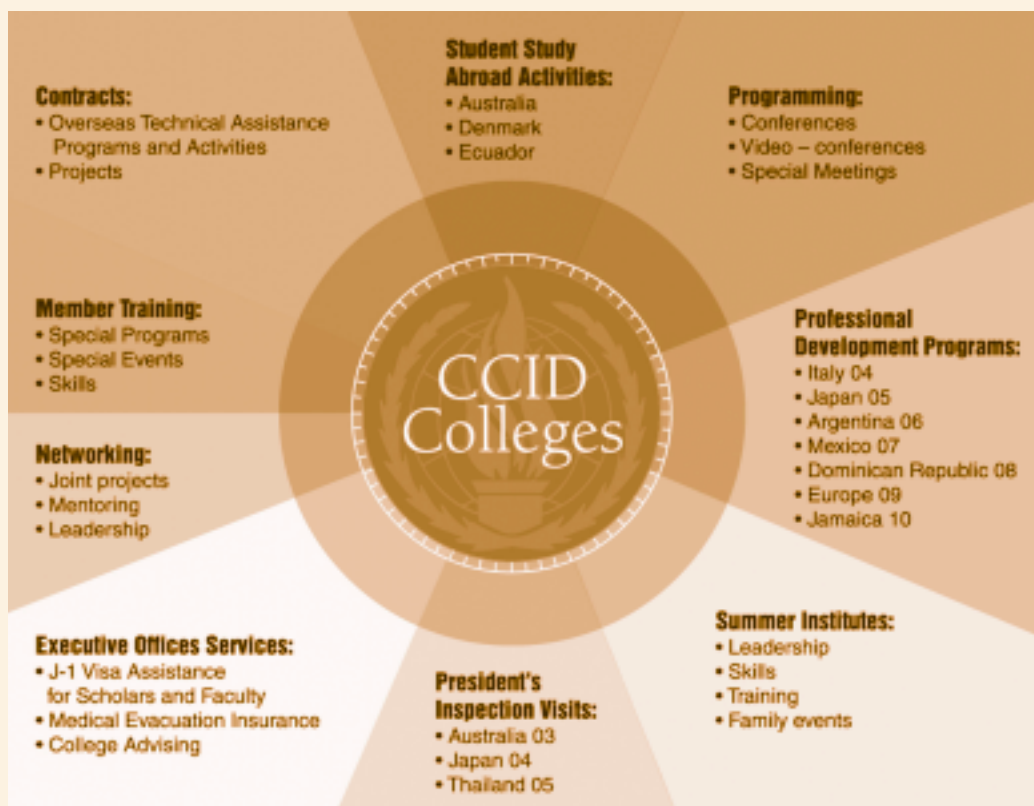 Student Study
Abroad Activities:
• Australia
• Denmark
• Ecuador
Programming:
• Conferences
• Video – conferences
• Special Meetings
Professional
Development Programs:
• Italy 04
• Japan 05
• Argentina 06
• Mexico 07
• Dominican Republic 08
• Europe 09
• Jamaica 10
Summer Institutes:
• Leadership
• Skills
• Training
• Family events
President's
Inspection Visits:
• Australia 03
• Japan 04
• Thailand 05
Executive Offices Services:
• J-1 Visa Assistance
for Scholars and Faculty
• Medical Evacuation Insurance
• College Advising
Networking:
• Joint projects
• Mentoring
• Leadership
Member Training:
• Special Programs
• Special Events
• Skills
Contracts:
• Overseas Technical Assistance
Programs and Activities
• Projects
CCID
Colleges